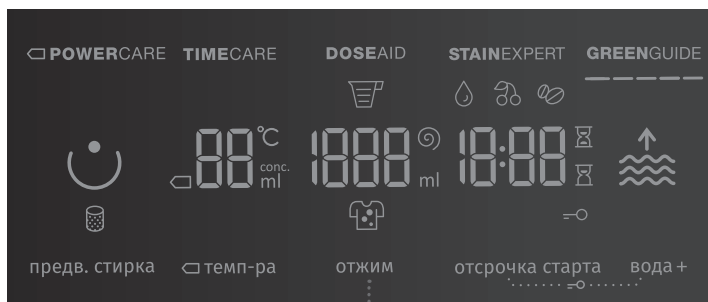 POWERCARE TIMECARE DOSEAID STAINEXPERT GREENGUIDE
88 °C 1888 18:88
conc.
ml ml
предв. стирка темп-ра отжим отсрочка старта вода +